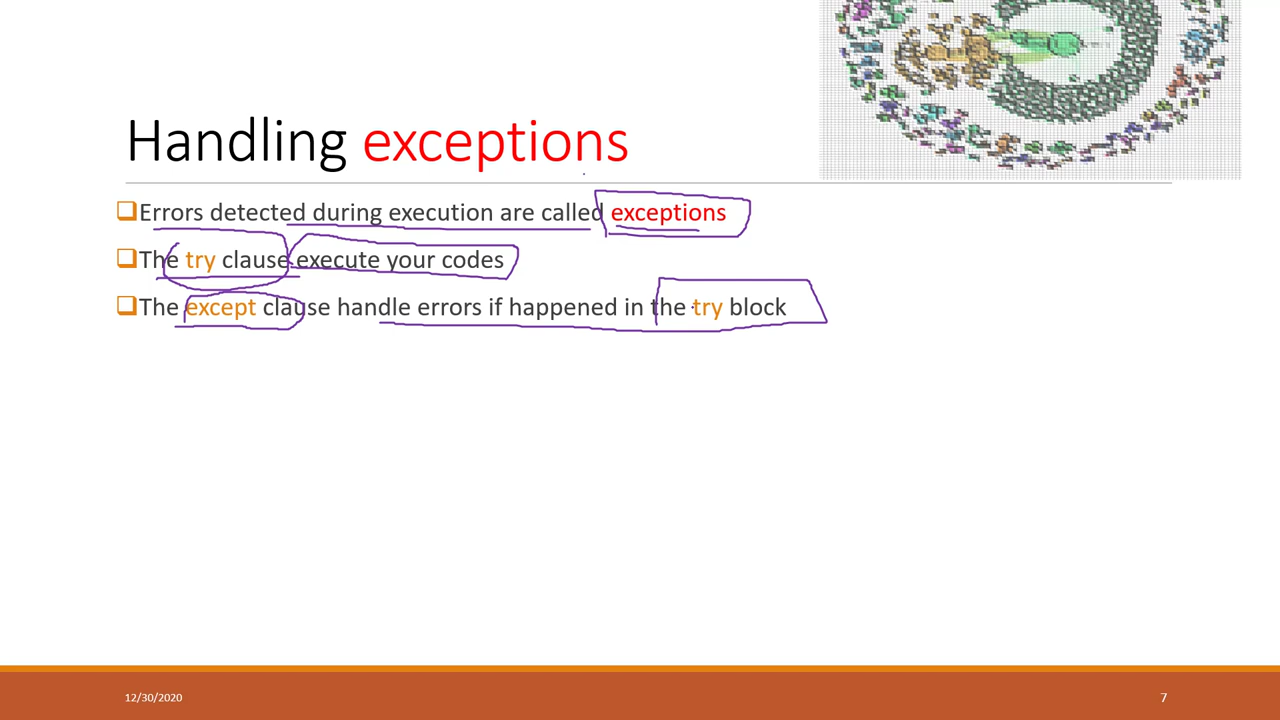 Handling exceptions
Errors detected during execution are called exceptions
The try clause execute your codes
The except clause handle errors if happened in the try block
12/30/2020
7